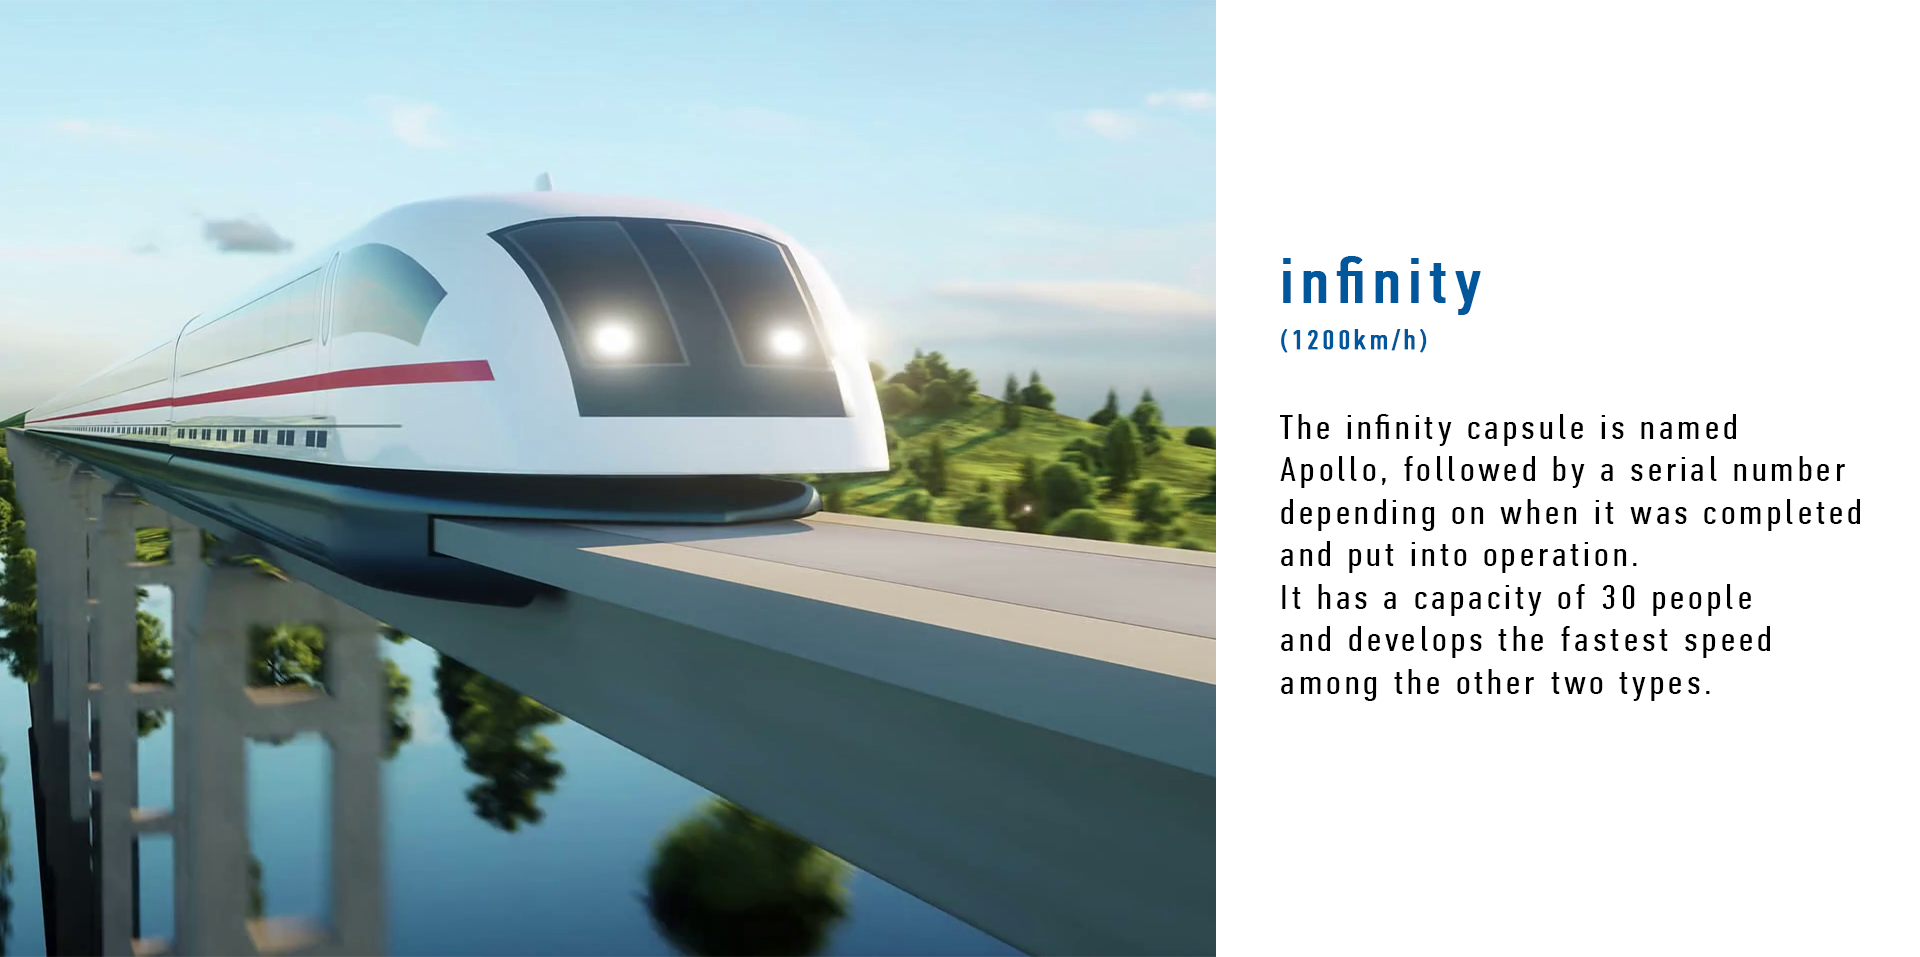 infinity
(1200km/h)
The infinity capsule is named
Apollo, followed by a serial number
depending on when it was completed
and put into operation.
It has a capacity of 30 people
and develops the fastest speed
among the other two types.